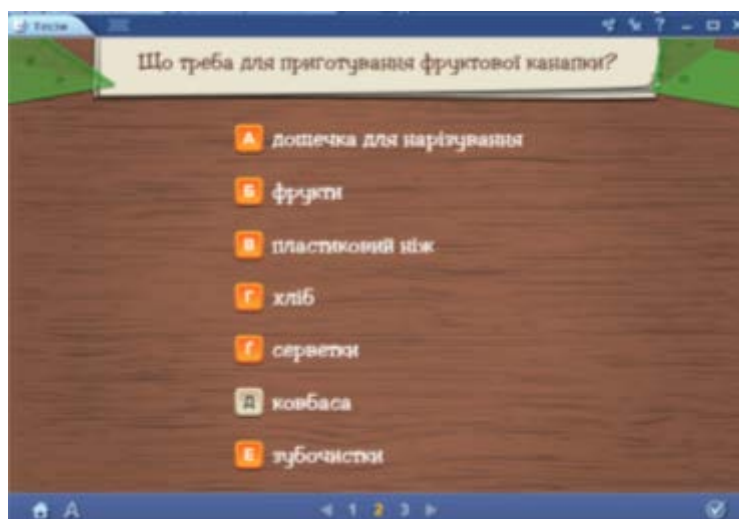 Тести
Що треба для приготування фруктової канапки?
А дощечка для нарізування
Б фрукти
В пластиковий ніж
Г хліб
Ґ серветки
Д ковбаса
Е зубочистки
А
1 2 3